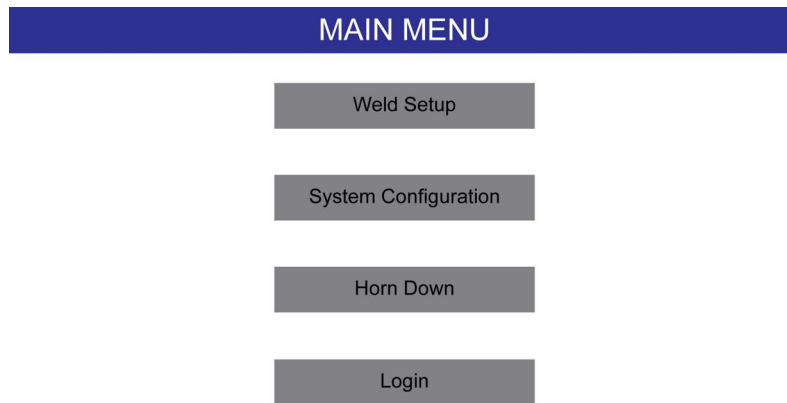 MAIN MENU
Weld Setup
System Configuration
Horn Down
Login